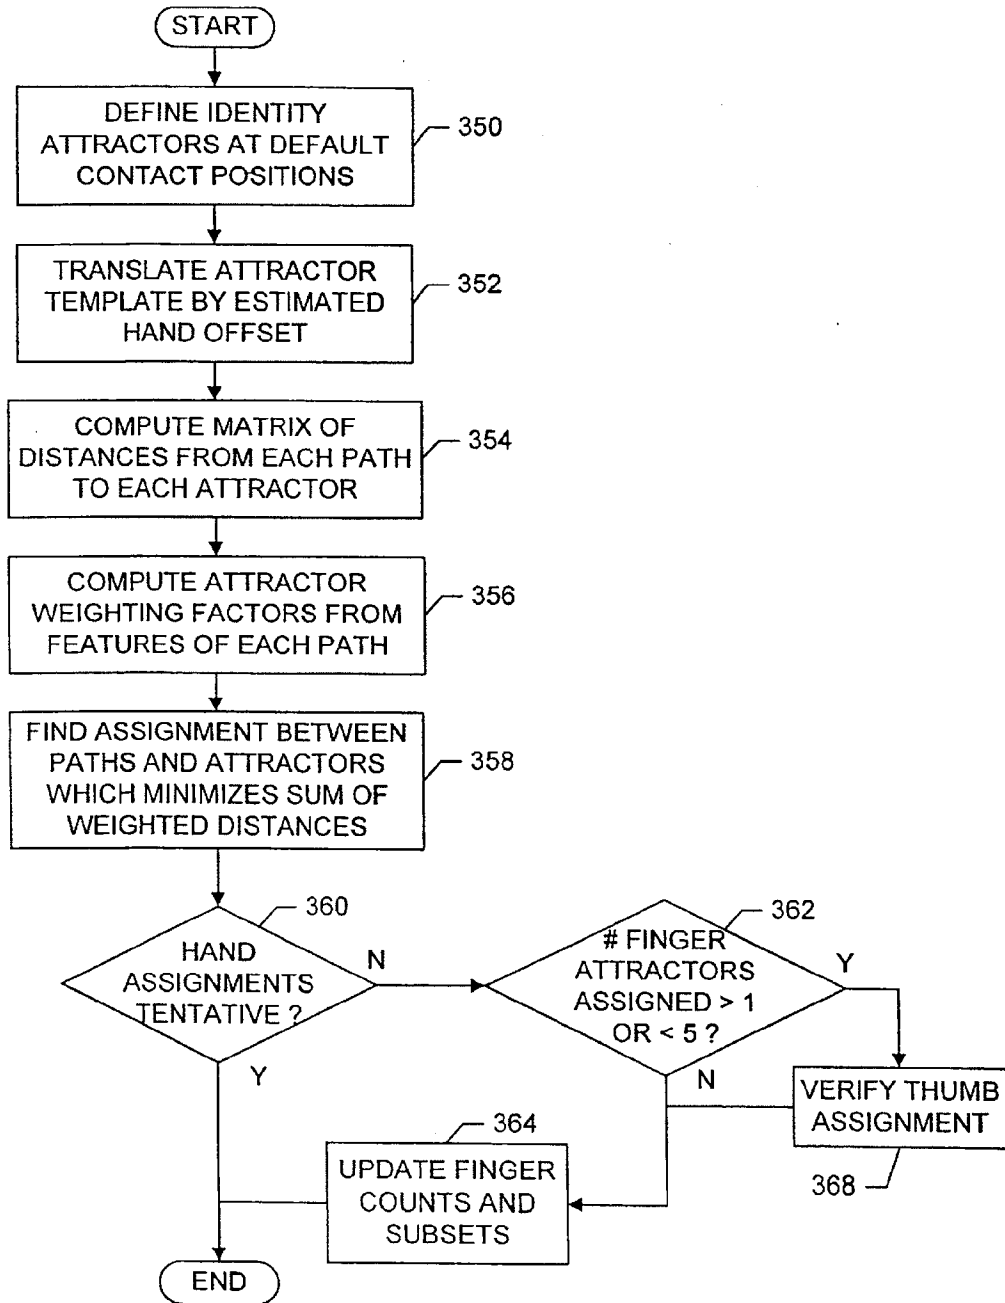 START
DEFINE IDENTITY
ATTRACTORS AT DEFAULT
CONTACT POSITIONS
350
TRANSLATE ATTRACTOR
TEMPLATE BY ESTIMATED
HAND OFFSET
352
COMPUTE MATRIX OF
DISTANCES FROM EACH PATH
TO EACH ATTRACTOR
354
COMPUTE ATTRACTOR
WEIGHTING FACTORS FROM
FEATURES OF EACH PATH
356
FIND ASSIGNMENT BETWEEN
PATHS AND ATTRACTORS
WHICH MINIMIZES SUM OF
WEIGHTED DISTANCES
358
360
HAND
ASSIGNMENTS
TENTATIVE ?
N
Y
362
# FINGER
ATTRACTORS
ASSIGNED > 1
OR < 5 ?
Y
N
VERIFY THUMB
ASSIGNMENT
368
364
UPDATE FINGER
COUNTS AND
SUBSETS
END